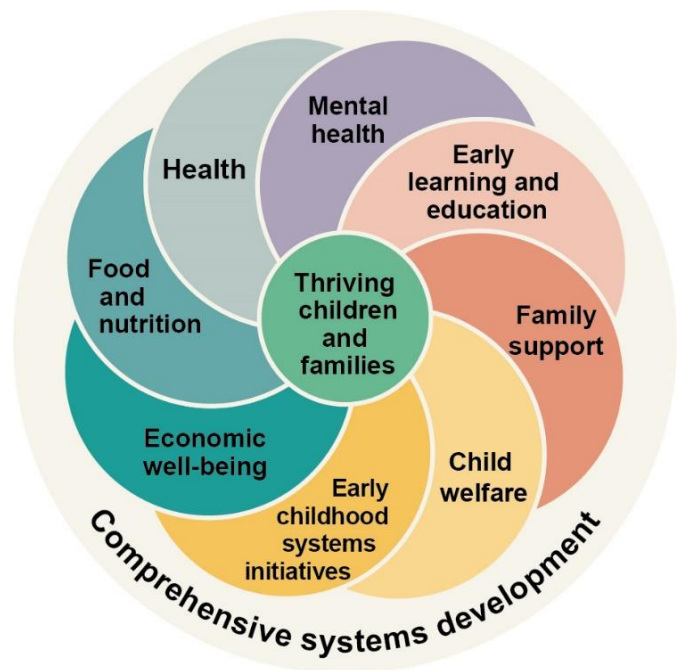 Mental
health
Early
learning and
education
Health
Thriving
children
and
families
Food
and
nutrition
Family
support
Economic
well-being
Child
welfare
Early
childhood
systems
initiatives
Comprehensive systems development